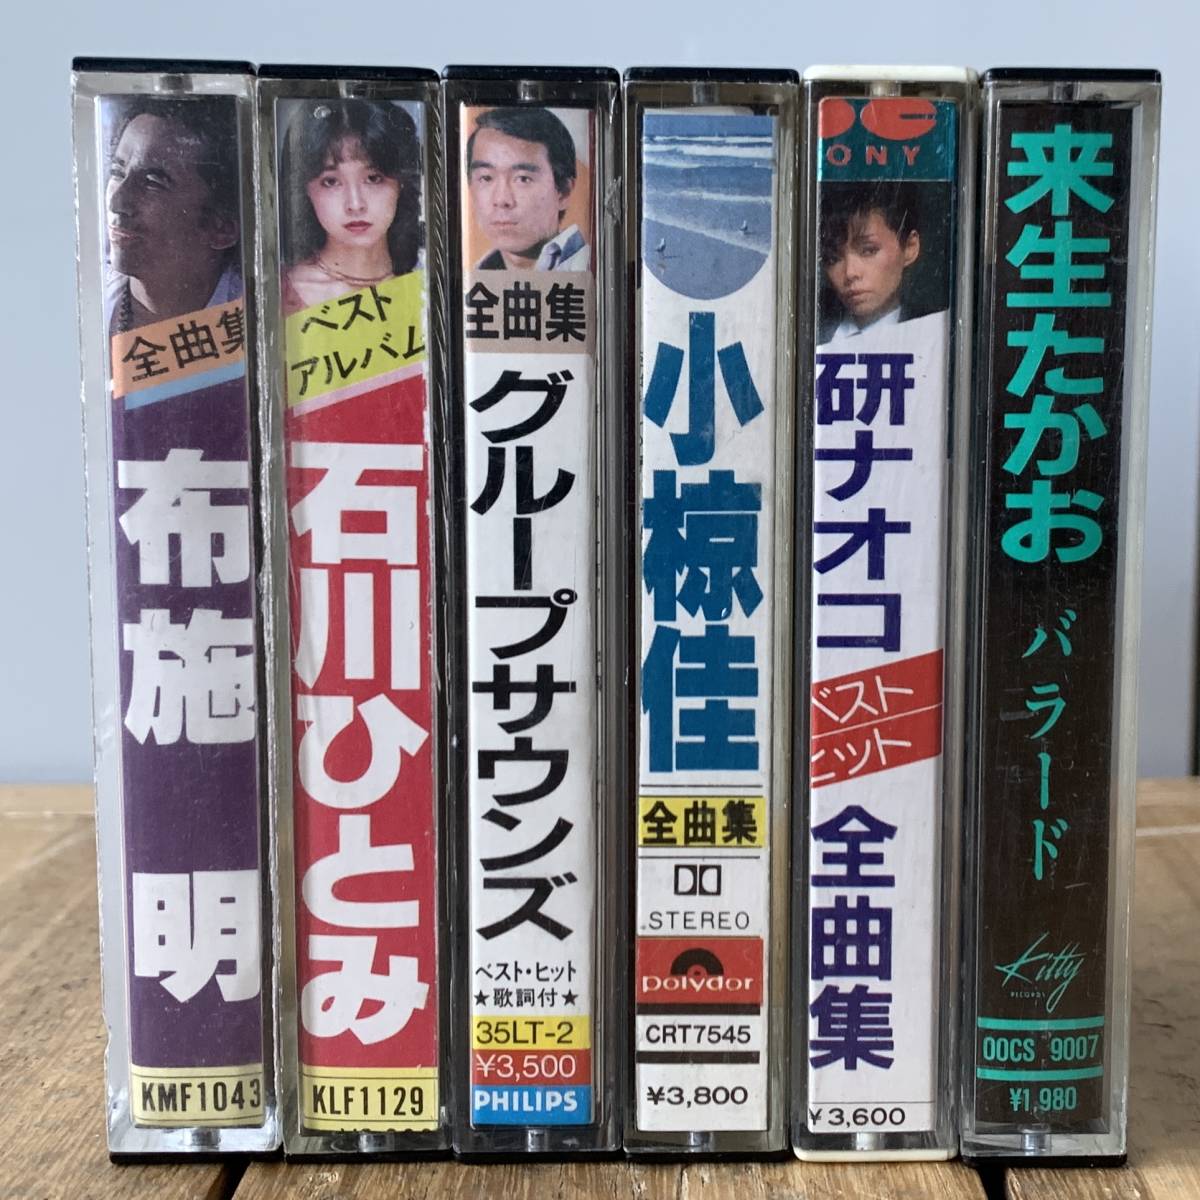 全曲集
布施 明
KMF1043
ベスト
アルバム
石川ひとみ
KLF1129
全曲集
グループサウンズ
ベスト・ヒット
★歌詞付★
35LT-2
¥3,500
PHILIPS
小椋佳
全曲集
STEREO
polydor
CRT7545
¥3,800
ONY
研ナオコ
ベスト
ヒット
全曲集
¥3,600
来生たかお
バラード
Kitty
RECORDS
00CS 9007
¥1,980